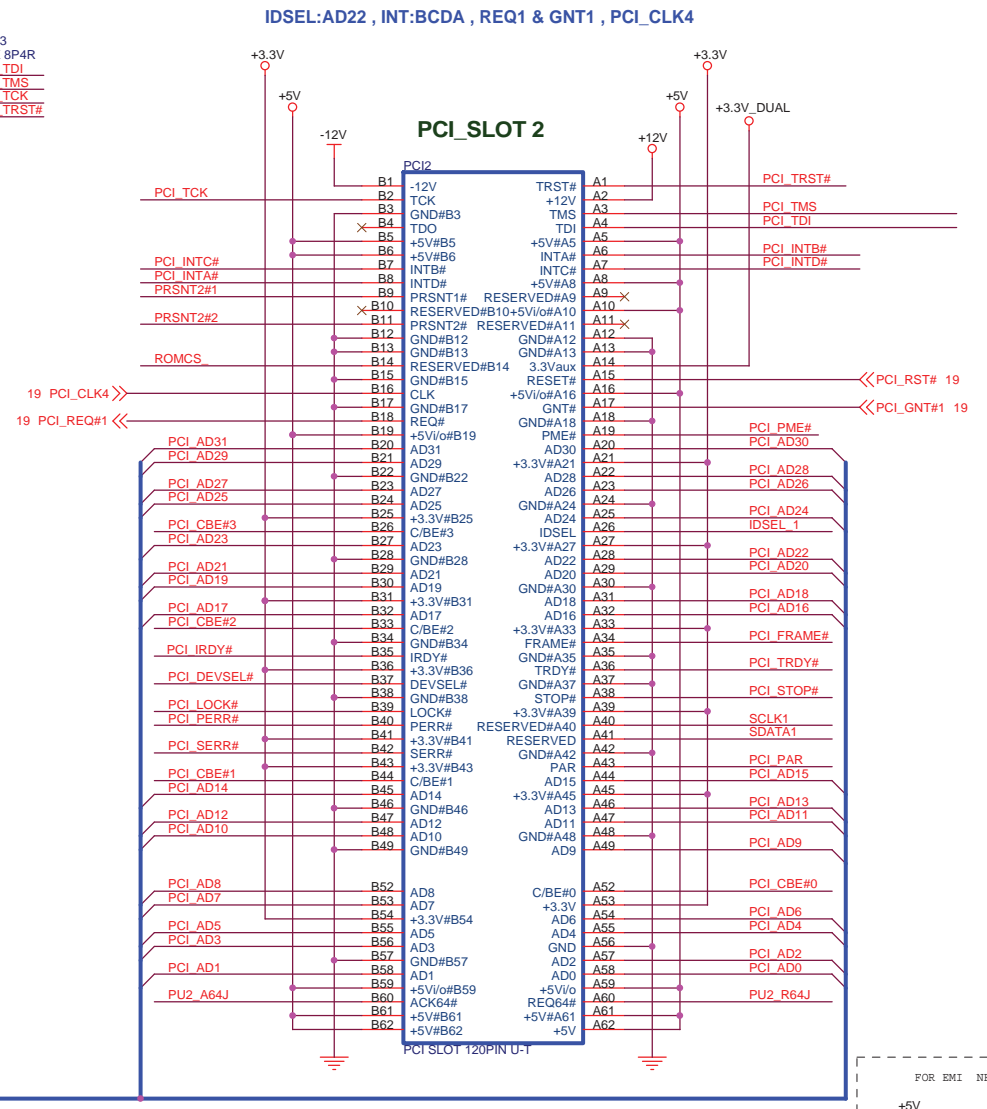 IDSEL:AD22 , INT:BCDA , REQ1 & GNT1 , PCI_CLK4
3
8P4R
TDI
TMS
TCK
TRST#
+3.3V
+5V
-12V
PCI_SLOT 2
+3.3V
+5V
+3.3V_DUAL
+12V
PCI2
B1 -12V TRST# A1 PCI_TRST#
PCI_TCK B2 TCK +12V A2
B3 GND#B3 TMS A3 PCI_TMS
B4 TDO TDI A4 PCI_TDI
B5 +5V#B5 +5V#A5 A5
B6 +5V#B6 INTA# A6 PCI_INTB#
PCI_INTC# B7 INTB# INTC# A7 PCI_INTD#
PCI_INTA# B8 INTD# +5V#A8 A8
PRSNT2#1 B9 PRSNT1# RESERVED#A9 A9
B10 RESERVED#B10 +5Vi/o#A10 A10
PRSNT2#2 B11 PRSNT2# RESERVED#A11 A11
B12 GND#B12 GND#A12 A12
B13 GND#B13 GND#A13 A13
ROMCS_ B14 RESERVED#B14 3.3Vaux A14
B15 GND#B15 RESET# A15 PCI_RST# 19
19 PCI_CLK4 B16 CLK +5Vi/o#A16 A16
B17 GND#B17 GNT# A17 PCI_GNT#1 19
19 PCI_REQ#1 B18 REQ# GND#A18 A18
B19 +5Vi/o#B19 PME# A19 PCI_PME#
PCI_AD31 B20 AD31 AD30 A20 PCI_AD30
PCI_AD29 B21 AD29 +3.3V#A21 A21
B22 GND#B22 AD28 A22 PCI_AD28
PCI_AD27 B23 AD27 AD26 A23 PCI_AD26
PCI_AD25 B24 AD25 GND#A24 A24
B25 +3.3V#B25 AD24 A25 PCI_AD24
PCI_CBE#3 B26 C/BE#3 IDSEL A26 IDSEL_1
PCI_AD23 B27 AD23 +3.3V#A27 A27
B28 GND#B28 AD22 A28 PCI_AD22
PCI_AD21 B29 AD21 AD20 A29 PCI_AD20
PCI_AD19 B30 AD19 GND#A30 A30
B31 +3.3V#B31 AD18 A31 PCI_AD18
PCI_AD17 B32 AD17 AD16 A32 PCI_AD16
PCI_CBE#2 B33 C/BE#2 +3.3V#A33 A33
B34 GND#B34 FRAME# A34 PCI_FRAME#
PCI_IRDY# B35 IRDY# GND#A35 A35
B36 +3.3V#B36 TRDY# A36 PCI_TRDY#
PCI_DEVSEL# B37 DEVSEL# GND#A37 A37
B38 GND#B38 STOP# A38 PCI_STOP#
PCI_LOCK# B39 LOCK# +3.3V#A39 A39
PCI_PERR# B40 PERR# RESERVED#A40 A40 SCLK1
B41 +3.3V#B41 RESERVED A41 SDATA1
PCI_SERR# B42 SERR# GND#A42 A42
B43 +3.3V#B43 PAR A43 PCI_PAR
PCI_CBE#1 B44 C/BE#1 AD15 A44 PCI_AD15
PCI_AD14 B45 AD14 +3.3V#A45 A45
B46 GND#B46 AD13 A46 PCI_AD13
PCI_AD12 B47 AD12 AD11 A47 PCI_AD11
PCI_AD10 B48 AD10 GND#A48 A48
B49 GND#B49 AD9 A49 PCI_AD9
PCI_AD8 B52 AD8 C/BE#0 A52 PCI_CBE#0
PCI_AD7 B53 AD7 +3.3V A53
B54 +3.3V#B54 AD6 A54 PCI_AD6
PCI_AD5 B55 AD5 AD4 A55 PCI_AD4
PCI_AD3 B56 AD3 GND A56
B57 GND#B57 AD2 A57 PCI_AD2
PCI_AD1 B58 AD1 AD0 A58 PCI_AD0
B59 +5Vi/o#B59 +5Vi/o A59
PU2_A64J B60 ACK64# REQ64# A60 PU2_R64J
B61 +5V#B61 +5V#A61 A61
B62 +5V#B62 +5V A62
PCI SLOT 120PIN U-T
FOR EMI
+5V